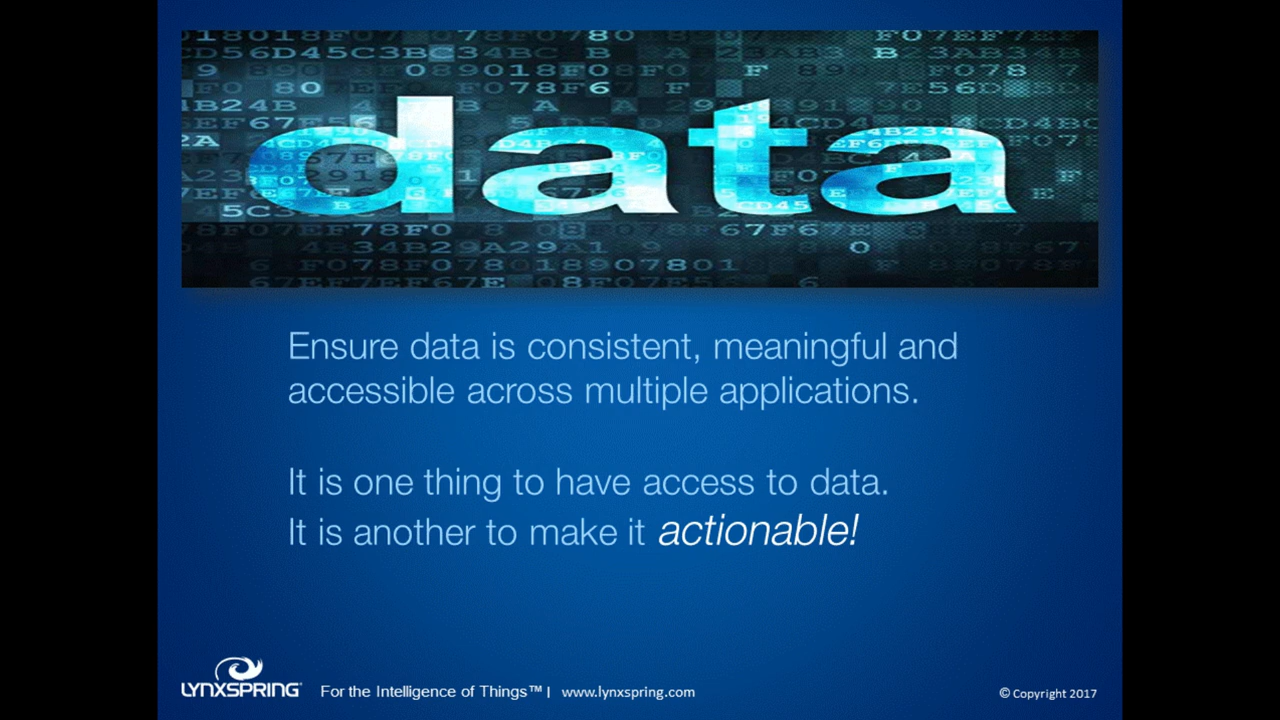 data
Ensure data is consistent, meaningful and
accessible across multiple applications.
It is one thing to have access to data.
It is another to make it actionable!
LYNXSPRING For the Intelligence of Things™ | www.lynxspring.com © Copyright 2017